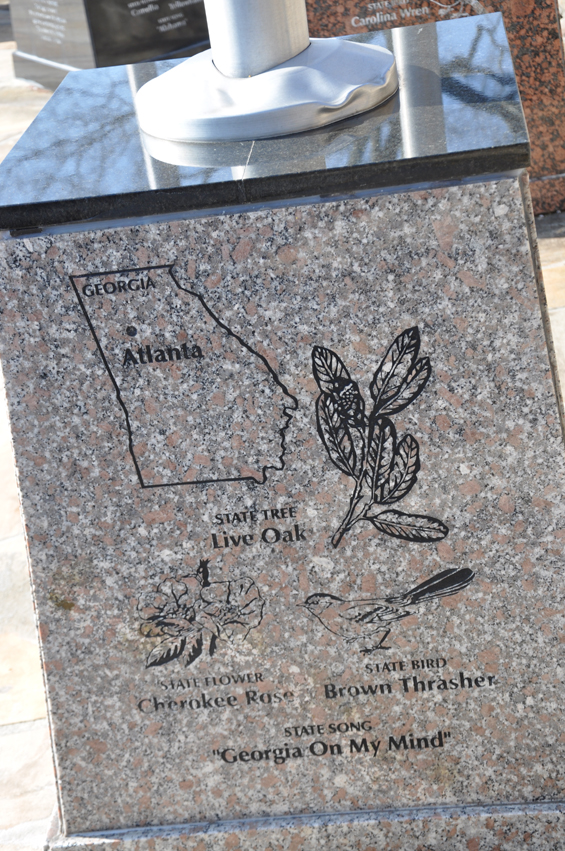 STATE
Carolina Wren
GEORGIA
Atlanta
STATE TREE
Live Oak
STATE FLOWER
Cherokee Rose
STATE BIRD
Brown Thrasher
STATE SONG
"Georgia On My Mind"